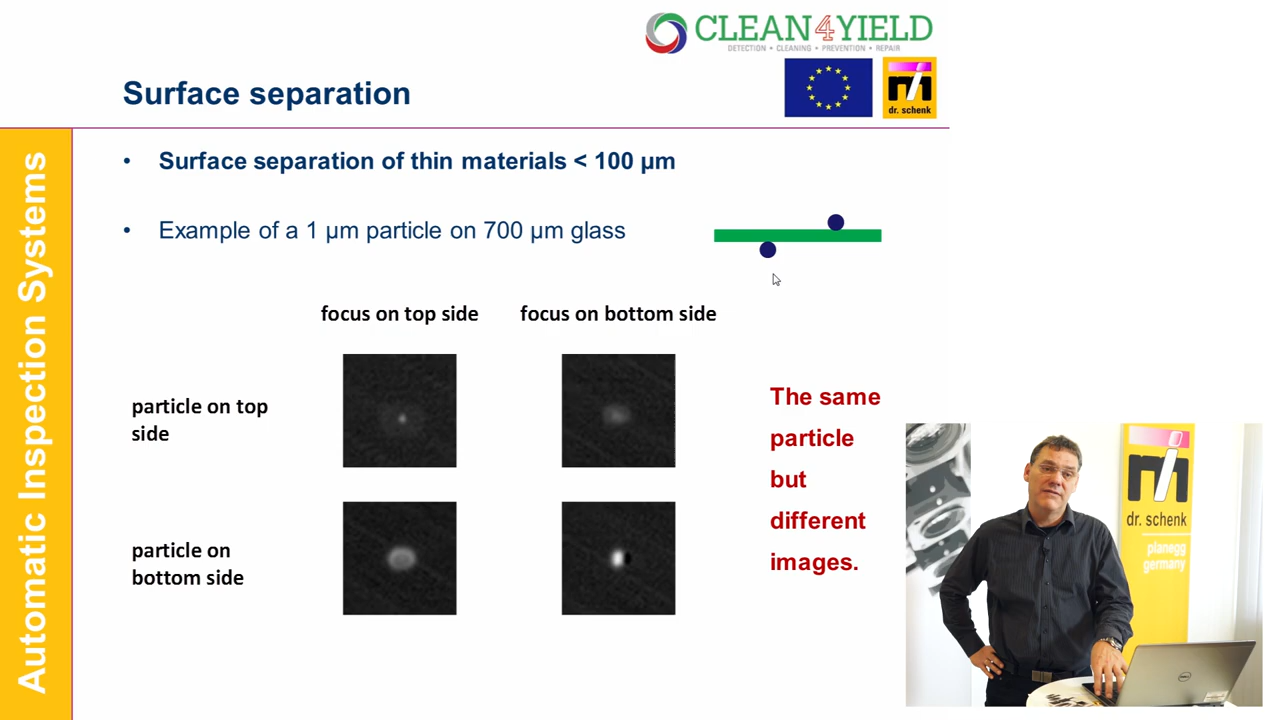 CLEAN4YIELD
DETECTION • CLEANING • PREVENTION • REPAIR
dr. schenk
Surface separation
Automatic Inspection Systems
• Surface separation of thin materials < 100 µm
• Example of a 1 µm particle on 700 µm glass
focus on top side
focus on bottom side
particle on top
side
particle on
bottom side
The same
particle
but
different
images.
dr. schenk
planegg
germany
DELL